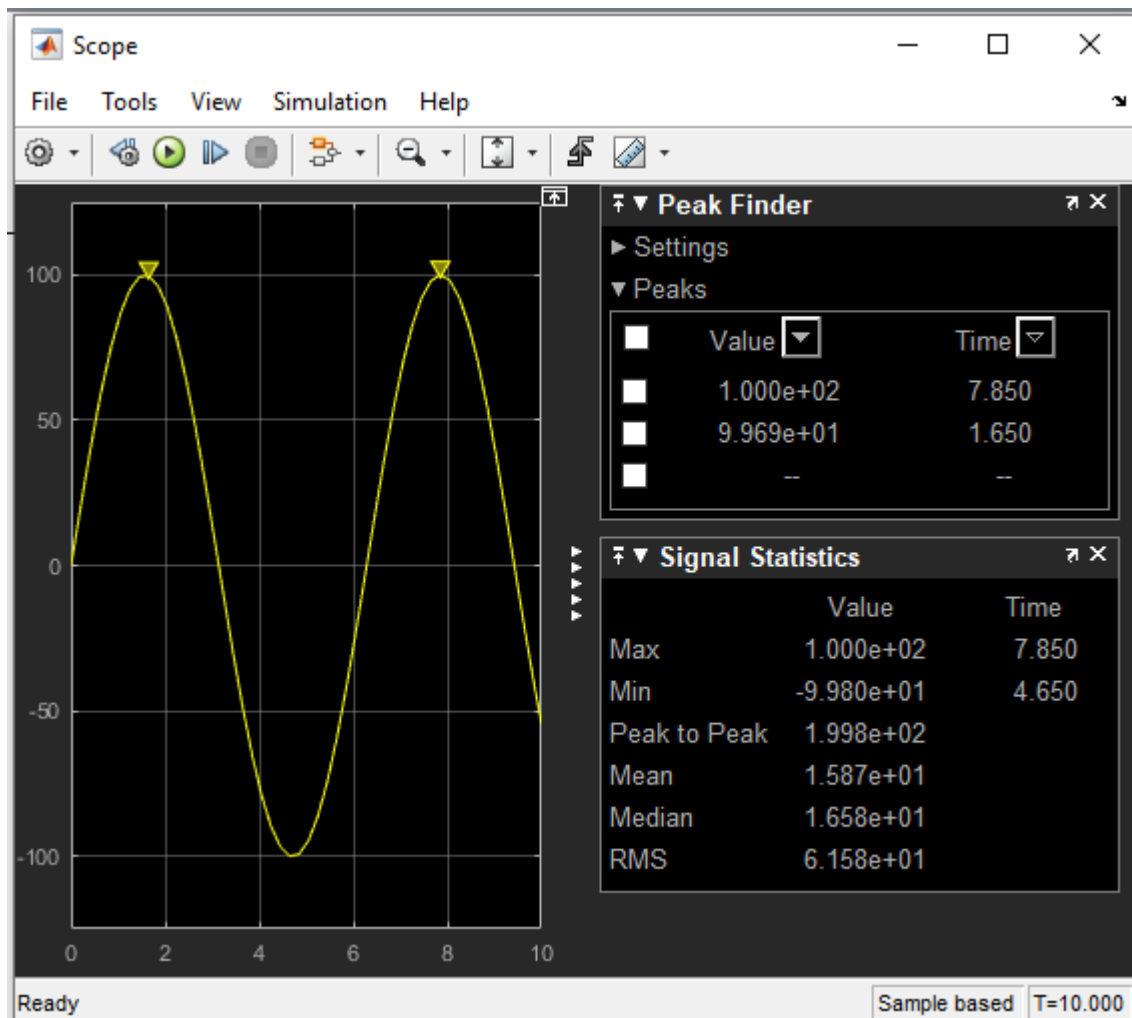 Scope
File Tools View Simulation Help
100
50
0
-50
-100
0 2 4 6 8 10
Peak Finder
Settings
Peaks
Value Time
1.000e+02 7.850
9.969e+01 1.650
-- --
Signal Statistics
Value Time
Max 1.000e+02 7.850
Min -9.980e+01 4.650
Peak to Peak 1.998e+02
Mean 1.587e+01
Median 1.658e+01
RMS 6.158e+01
Ready Sample based T=10.000